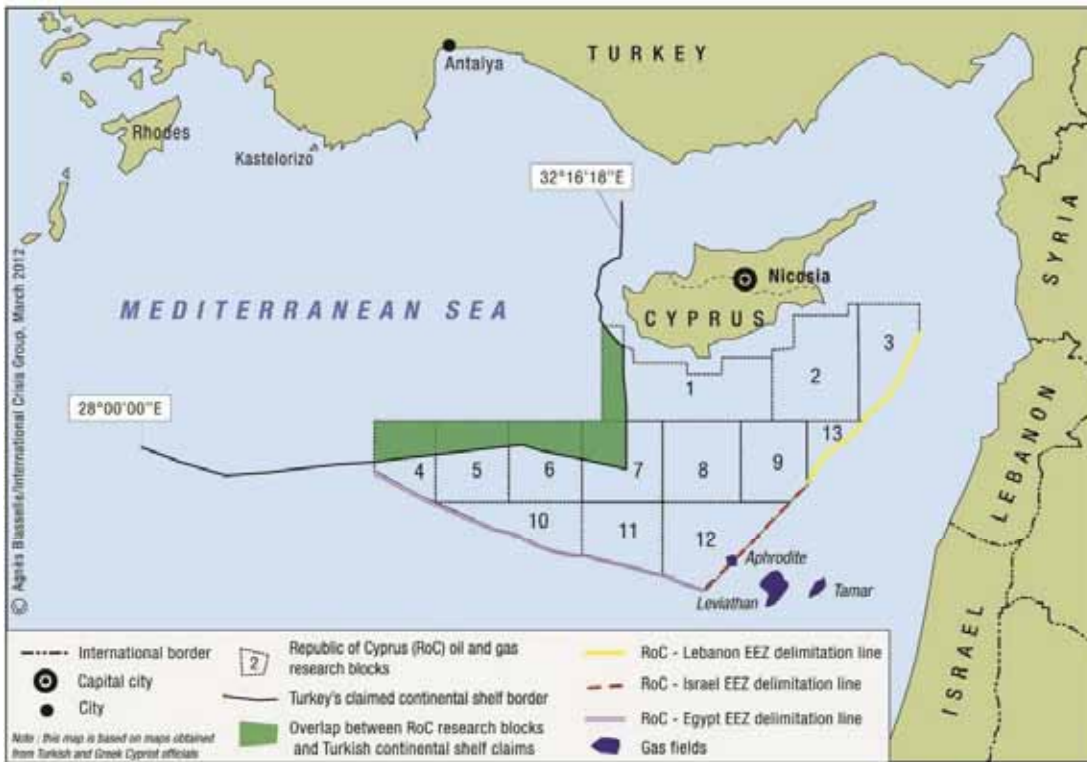 TURKEY
Antalya
Rhodes
Kastelorizo
32°16'18"E
SYRIA
Nicosia
MEDITERRANEAN SEA
CYPRUS
3
2
1
28°00'00"E
13
4
5
6
7
8
9
LEBANON
10
11
12
Aphrodite
Leviathan
Tamar
ISRAEL
© Agnès Blasselle/International Crisis Group, March 2012
International border
Capital city
City
Note : this map is based on maps obtained
from Turkish and Greek Cypriot officials
2
Republic of Cyprus (RoC) oil and gas
research blocks
Turkey's claimed continental shelf border
Overlap between RoC research blocks
and Turkish continental shelf claims
RoC - Lebanon EEZ delimitation line
RoC - Israel EEZ delimitation line
RoC - Egypt EEZ delimitation line
Gas fields